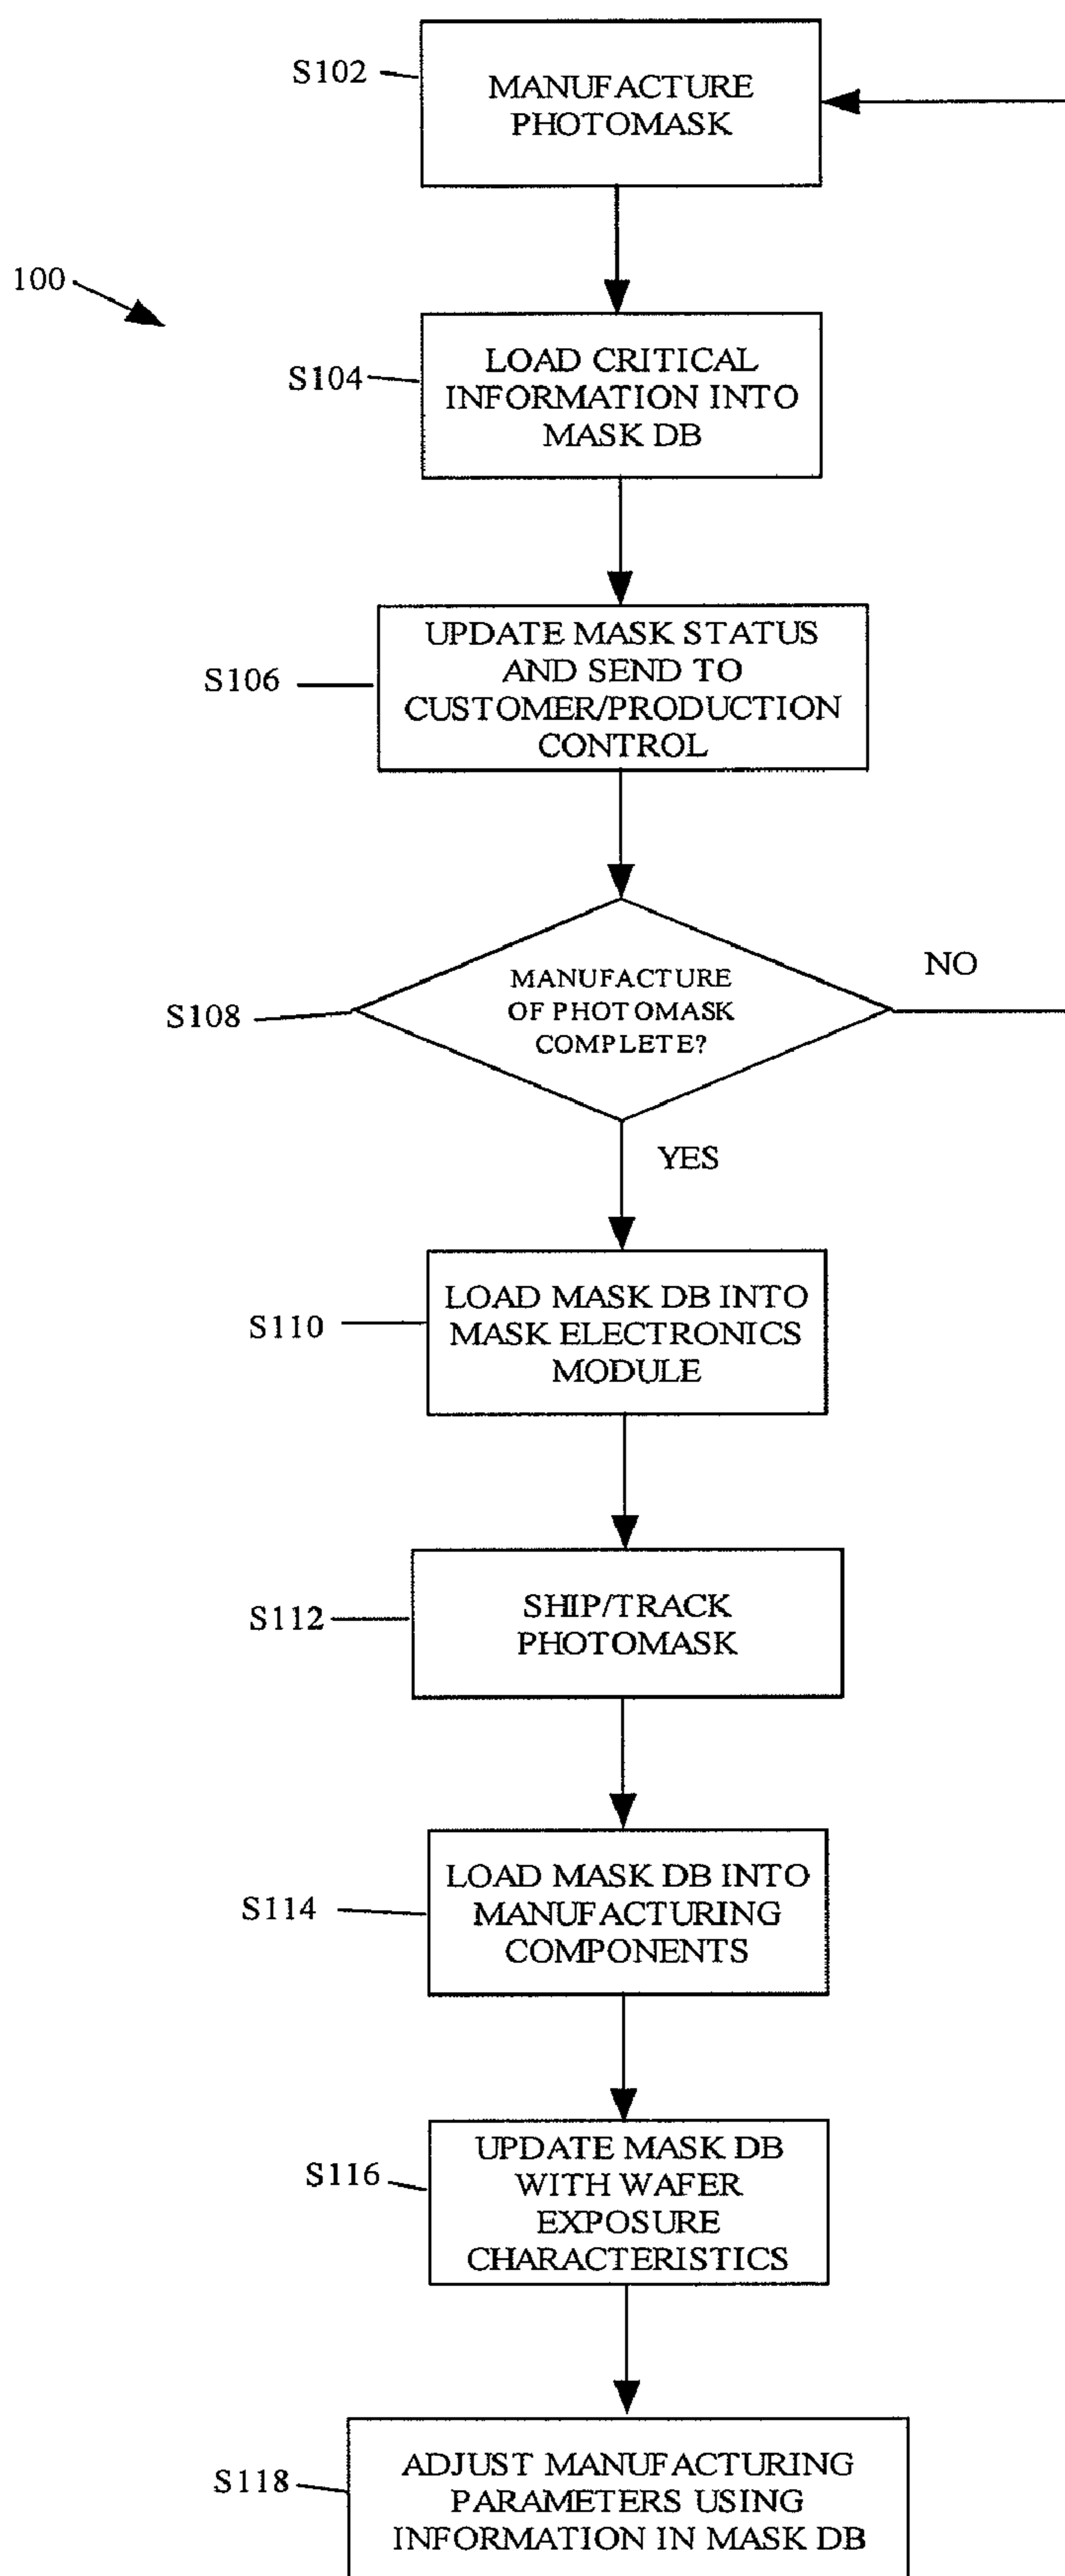 S102
MANUFACTURE
PHOTOMASK
100
S104
LOAD CRITICAL
INFORMATION INTO
MASK DB
S106
UPDATE MASK STATUS
AND SEND TO
CUSTOMER/PRODUCTION
CONTROL
S108
MANUFACTURE
OF PHOTOMASK
COMPLETE?
NO
YES
S110
LOAD MASK DB INTO
MASK ELECTRONICS
MODULE
S112
SHIP/TRACK
PHOTOMASK
S114
LOAD MASK DB INTO
MANUFACTURING
COMPONENTS
S116
UPDATE MASK DB
WITH WAFER
EXPOSURE
CHARACTERISTICS
S118
ADJUST MANUFACTURING
PARAMETERS USING
INFORMATION IN MASK DB